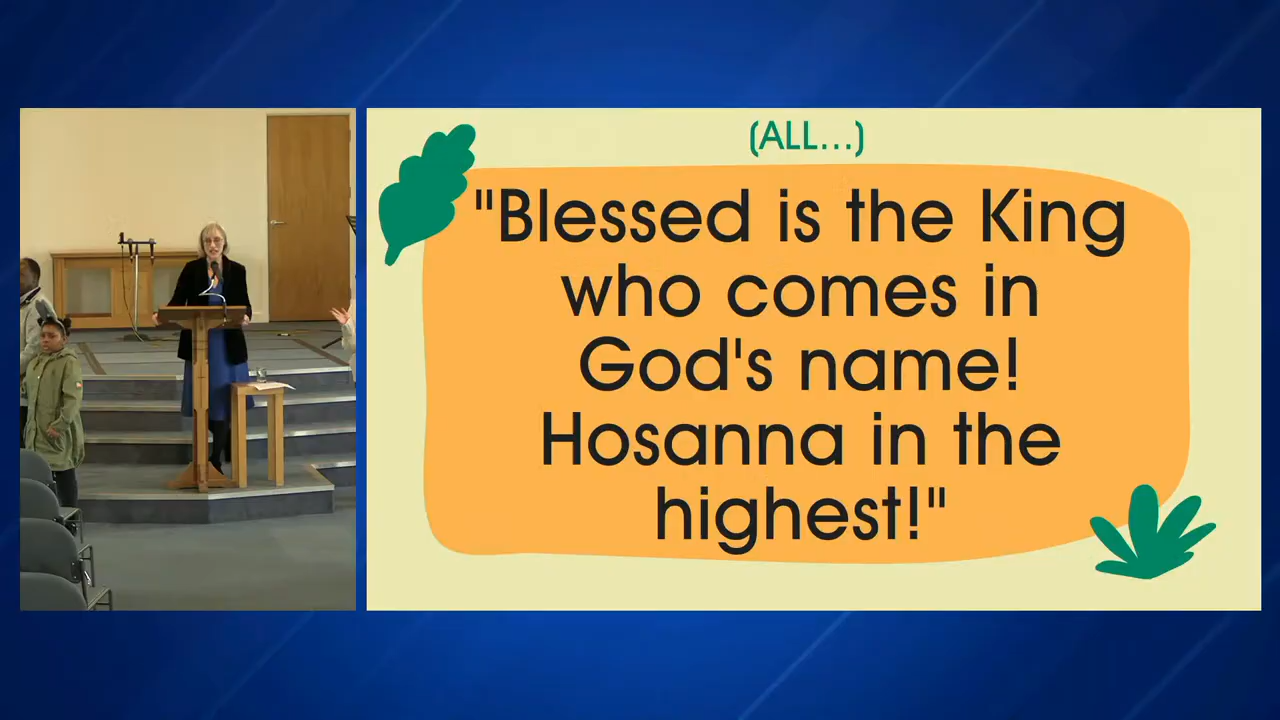 (ALL...)
"Blessed is the King
who comes in
God's name!
Hosanna in the
highest!"